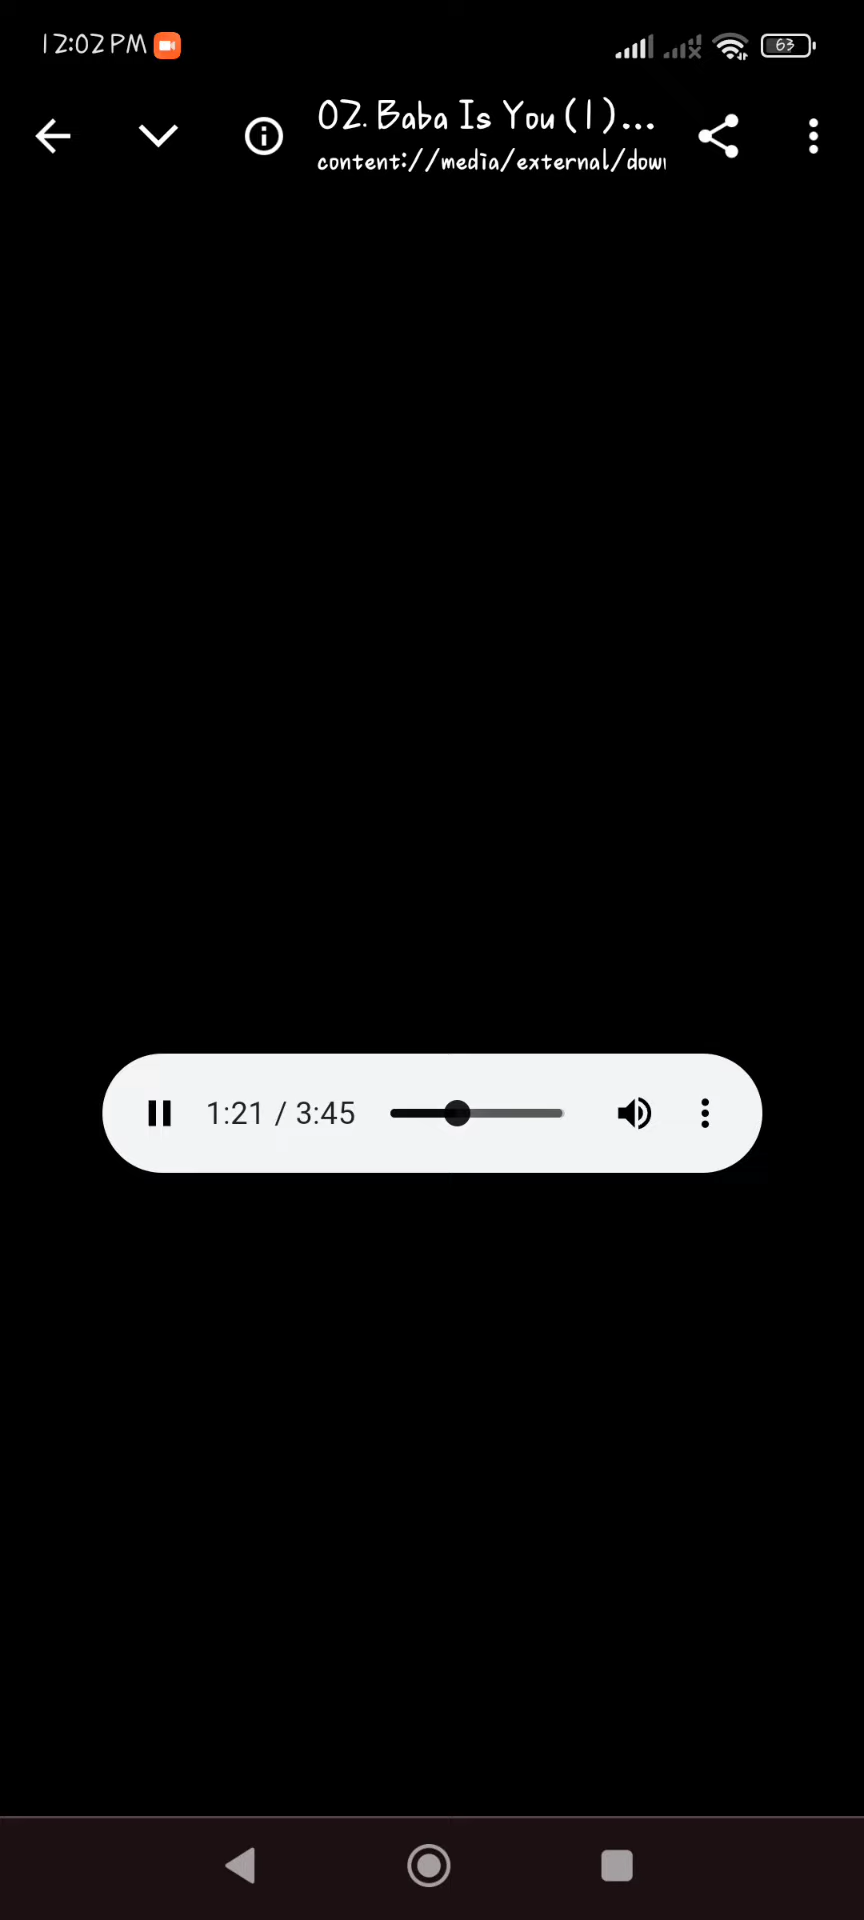 12:02 PM
63
02. Baba Is You (1)...
content://media/external/dow
1:21 / 3:45